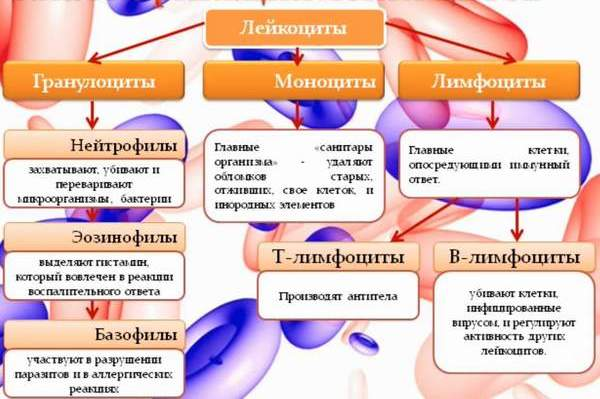 Лейкоциты
Гранулоциты
Моноциты
Лимфоциты
Нейтрофилы
захватывают, убивают и
переваривают
микроорганизмы, бактерии
Эозинофилы
выделяют гистамин,
который вовлечен в реакции
воспалительного ответа
Базофилы
участвуют в разрушении
паразитов и в аллергических
реакциях
Главные «санитары
организма» - удаляют
обломков старых,
отживших, свое клеток, и
инородных элементов
Главные клетки,
опосредующими иммунный
ответ.
Т-лимфоциты
Производят антитела
В-лимфоциты
убивают клетки,
инфицированные
вирусом, и регулируют
активность других
лейкоцитов.